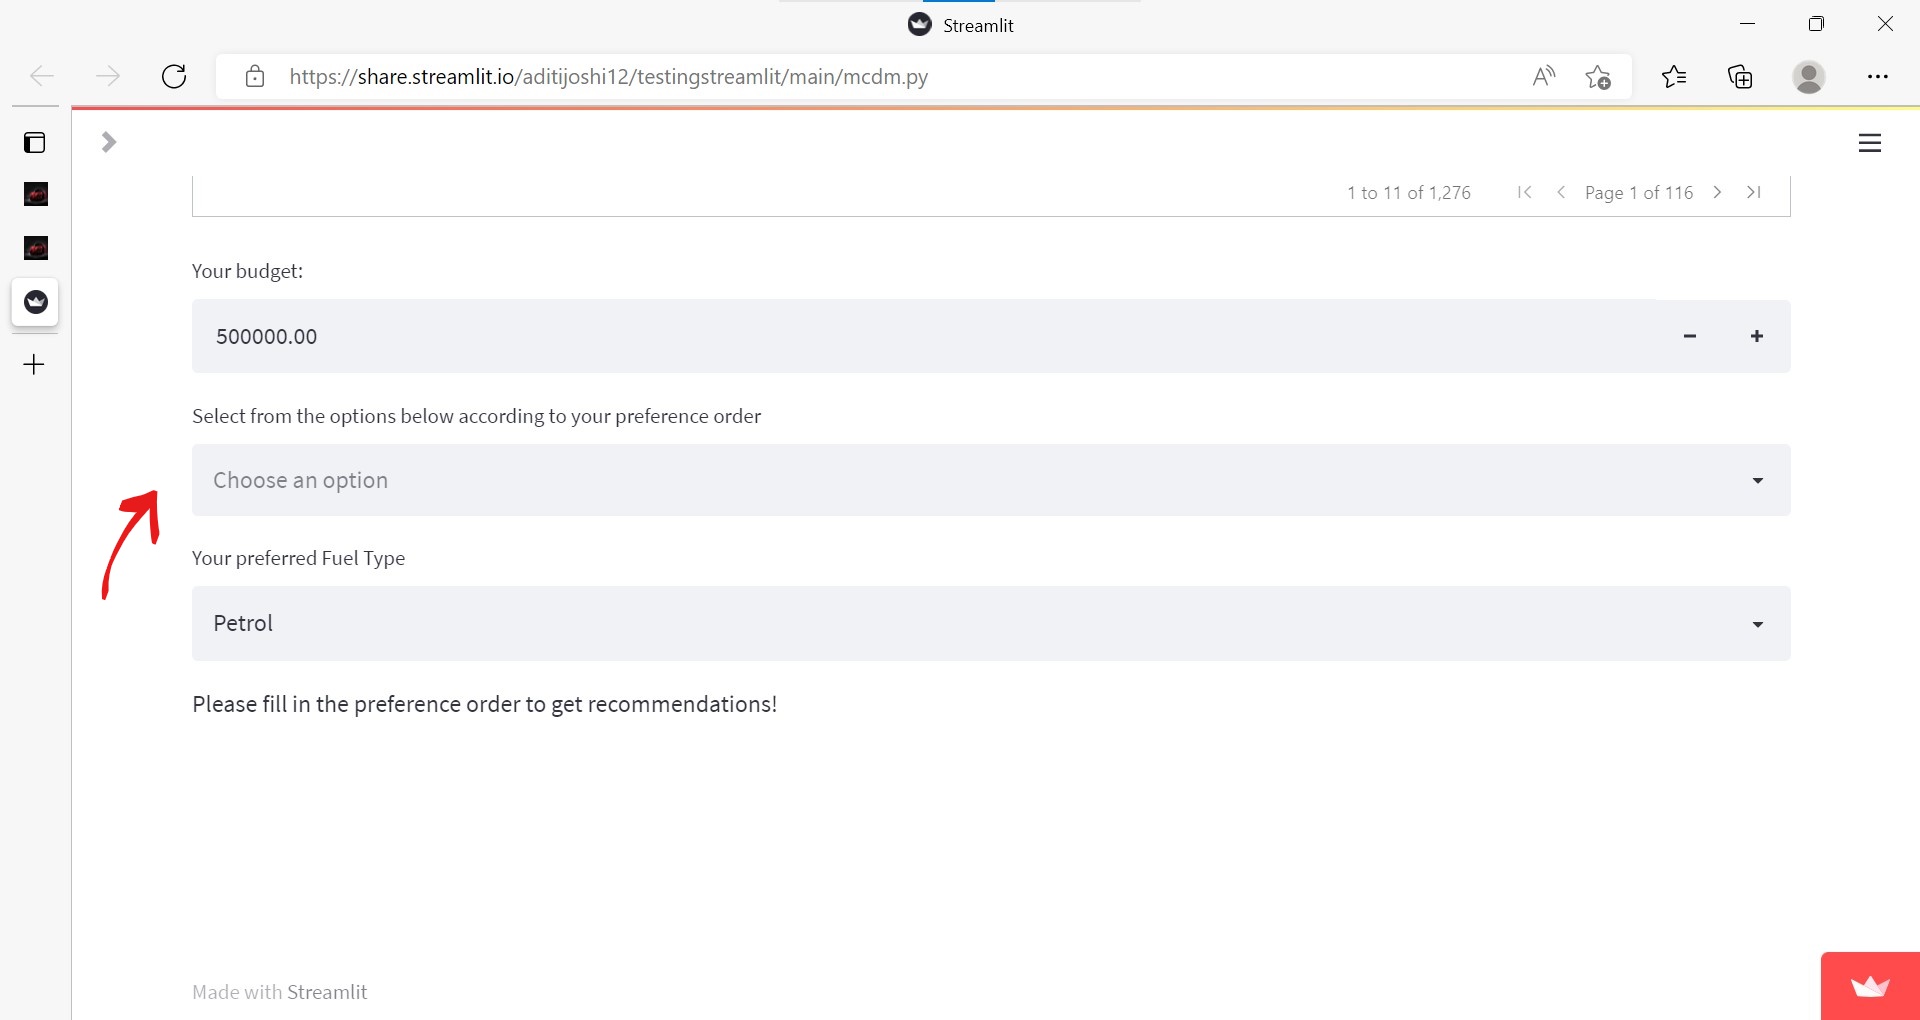 Streamlit
https://share.streamlit.io/aditijoshi12/testingstreamlit/main/mcdm.py
1 to 11 of 1,276 Page 1 of 116
Your budget:
500000.00
Select from the options below according to your preference order
Choose an option
Your preferred Fuel Type
Petrol
Please fill in the preference order to get recommendations!
Made with Streamlit